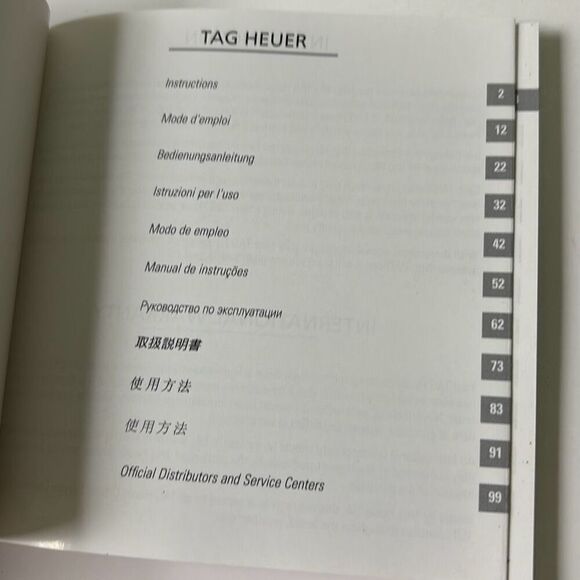 TAG HEUER
Instructions 2
Mode d'emploi 12
Bedienungsanleitung 22
Istruzioni per l'uso 32
Modo de empleo 42
Manual de instruções 52
Руководство по эксплуатации 62
取扱説明書 73
使用方法 83
使用方法 91
Official Distributors and Service Centers 99